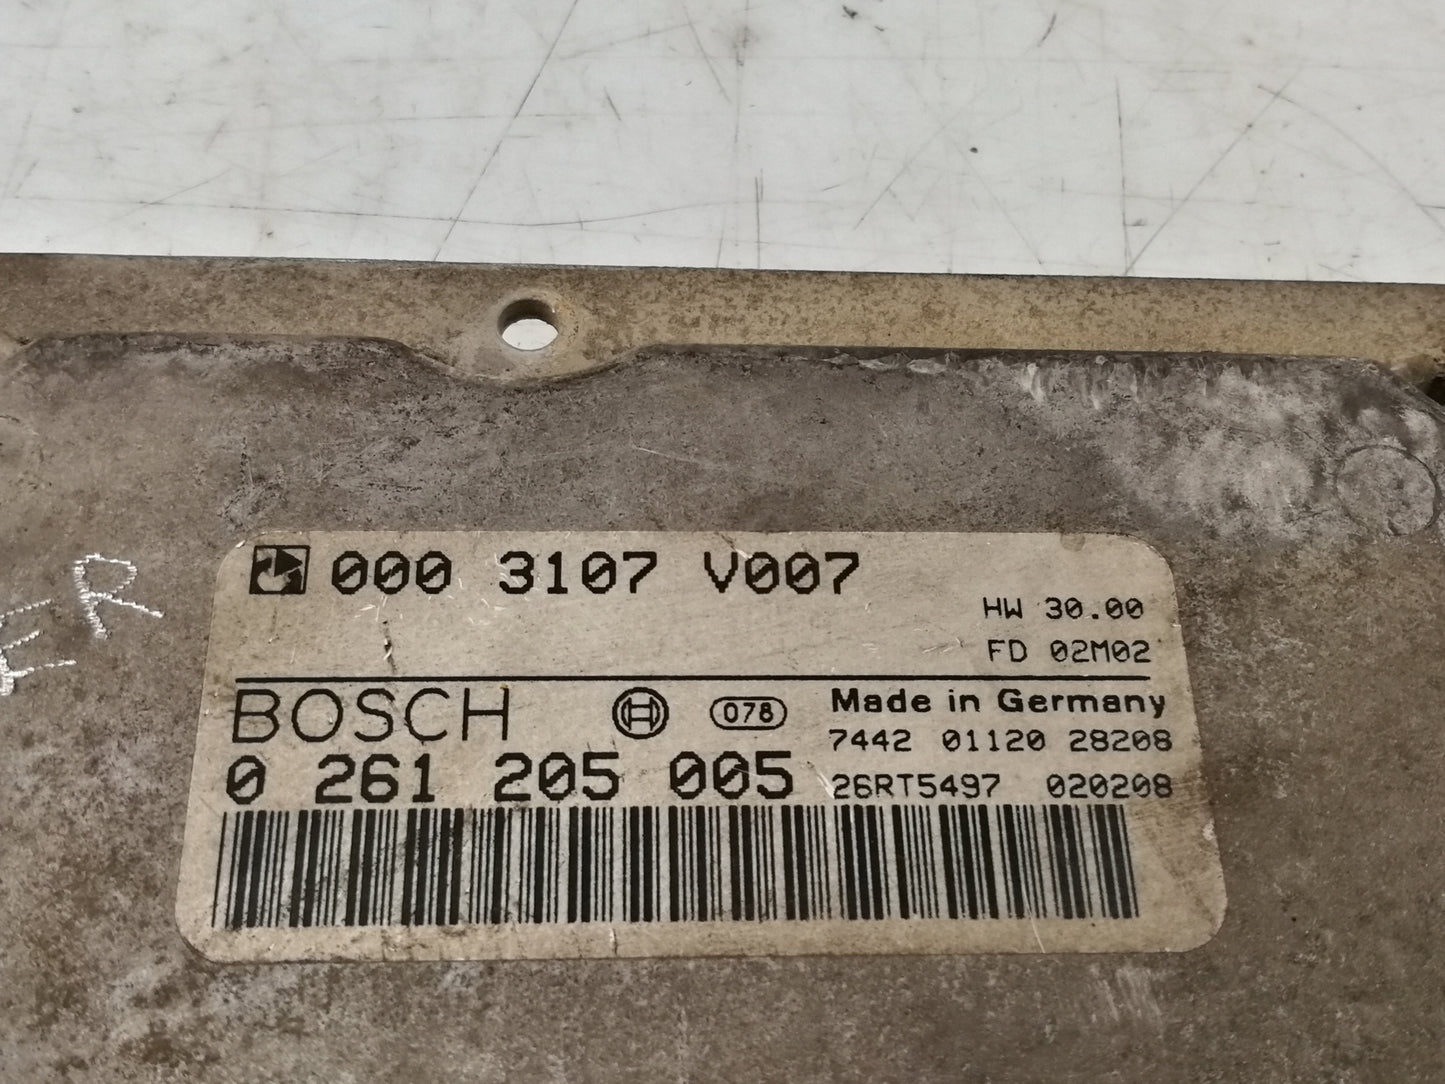 000 3107 V007
HW 30.00
FD 02M02
BOSCH 078 Made in Germany
7442 01120 28208
0 261 205 005
26RT5497 020208
ER